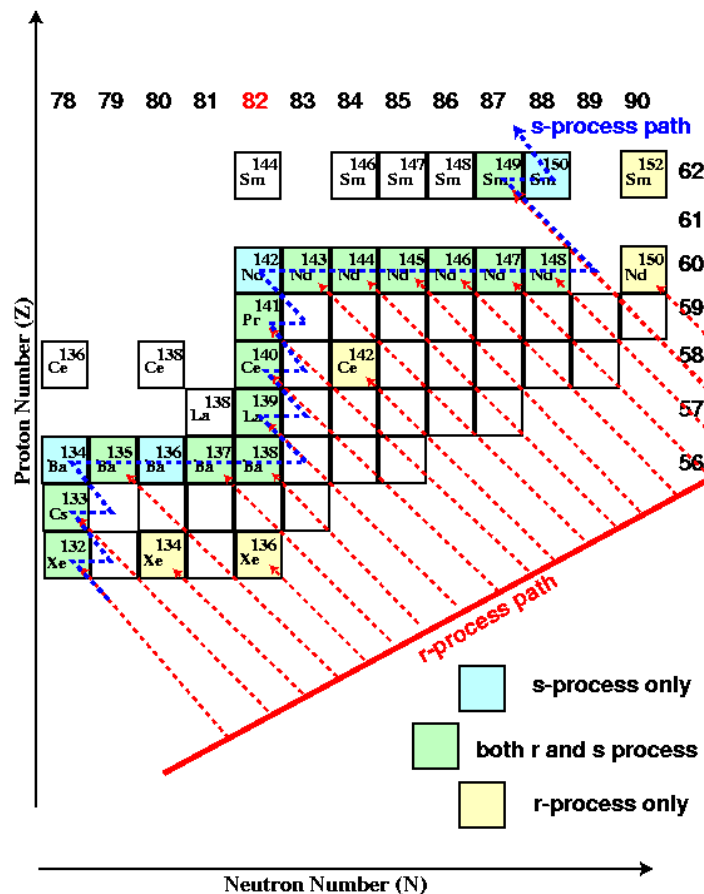 78 79 80 81 82 83 84 85 86 87 88 89 90
s-process path
144 146 147 148 149 150 152
Sm Sm Sm Sm Sm Sm Sm
62
61
142 143 144 145 146 147 148 150
Nd Nd Nd Nd Nd Nd Nd Nd
60
141
Pr
59
136 138 140 142
Ce Ce Ce Ce
58
138 139
La La
57
134 135 136 137 138
Ba Ba Ba Ba Ba
56
133
Cs
132 134 136
Xe Xe Xe
Proton Number (Z)
r-process path
s-process only
both r and s process
r-process only
Neutron Number (N)